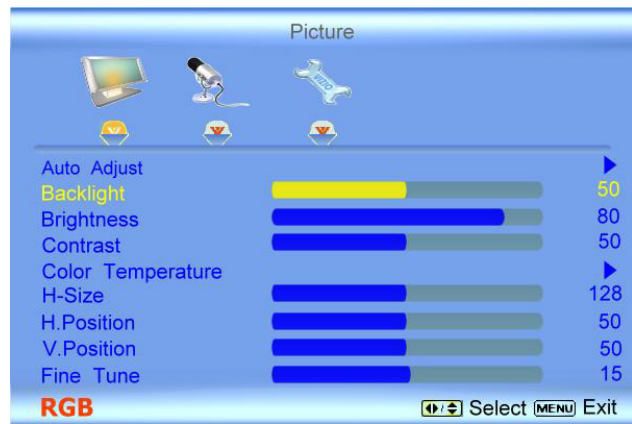 Picture
VIZIO
Auto Adjust
Backlight 50
Brightness 80
Contrast 50
Color Temperature
H-Size 128
H.Position 50
V.Position 50
Fine Tune 15
RGB Select MENU Exit